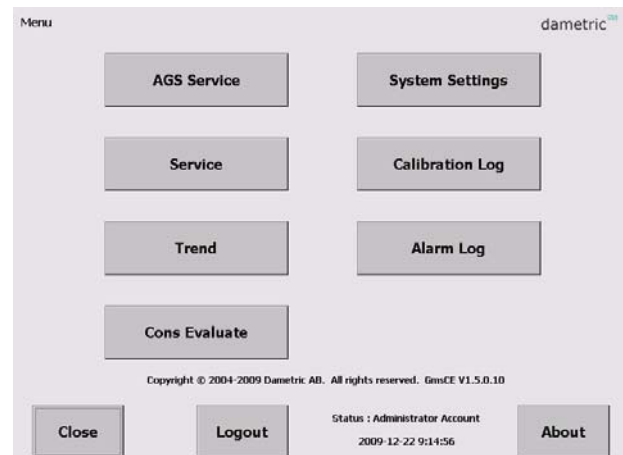 Menu
dametric
AGS Service
System Settings
Service
Calibration Log
Trend
Alarm Log
Cons Evaluate
Copyright © 2004-2009 Dametric AB. All rights reserved. GmsCE V1.5.0.10
Close
Logout
Status : Administrator Account
2009-12-22 9:14:56
About